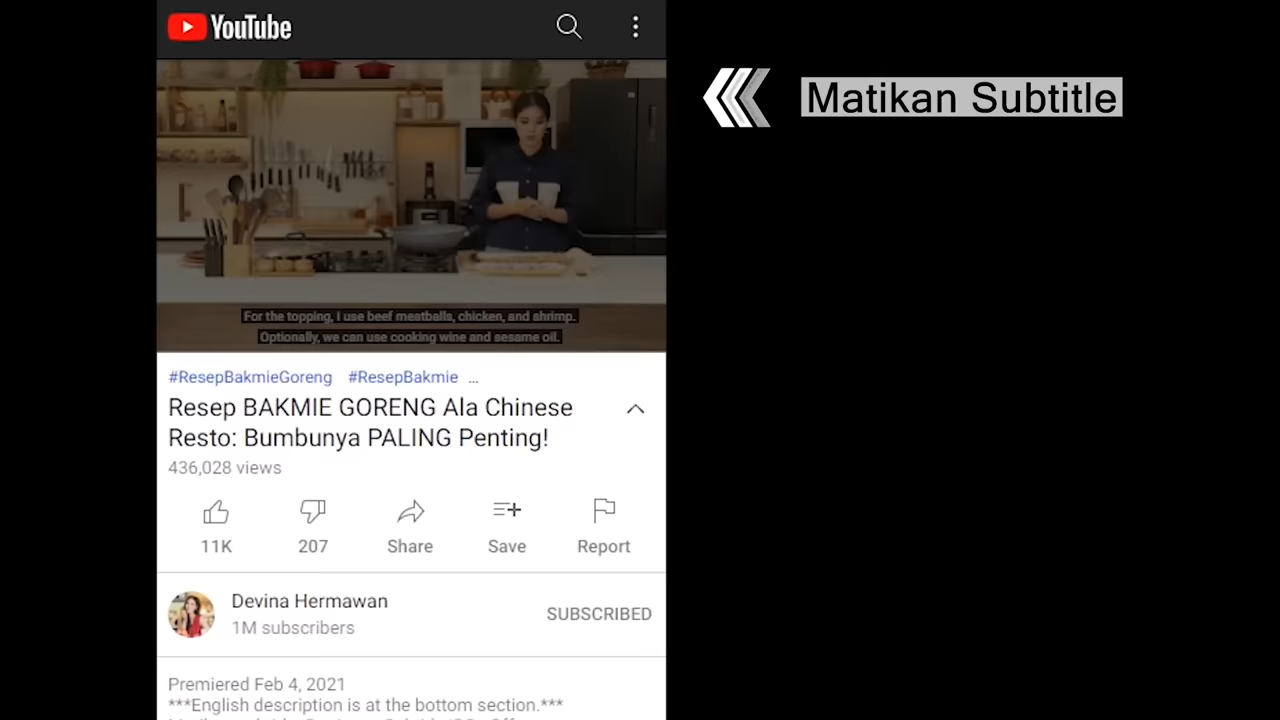 YouTube
Matikan Subtitle
For the topping, I use beef meatballs, chicken, and shrimp.
Optionally, we can use cooking wine and sesame oil.
#ResepBakmieGoreng #ResepBakmie ...
Resep BAKMIE GORENG Ala Chinese
Resto: Bumbunya PALING Penting!
436,028 views
11K 207 Share Save Report
Devina Hermawan
1M subscribers
SUBSCRIBED
Premiered Feb 4, 2021
***English description is at the bottom section.***